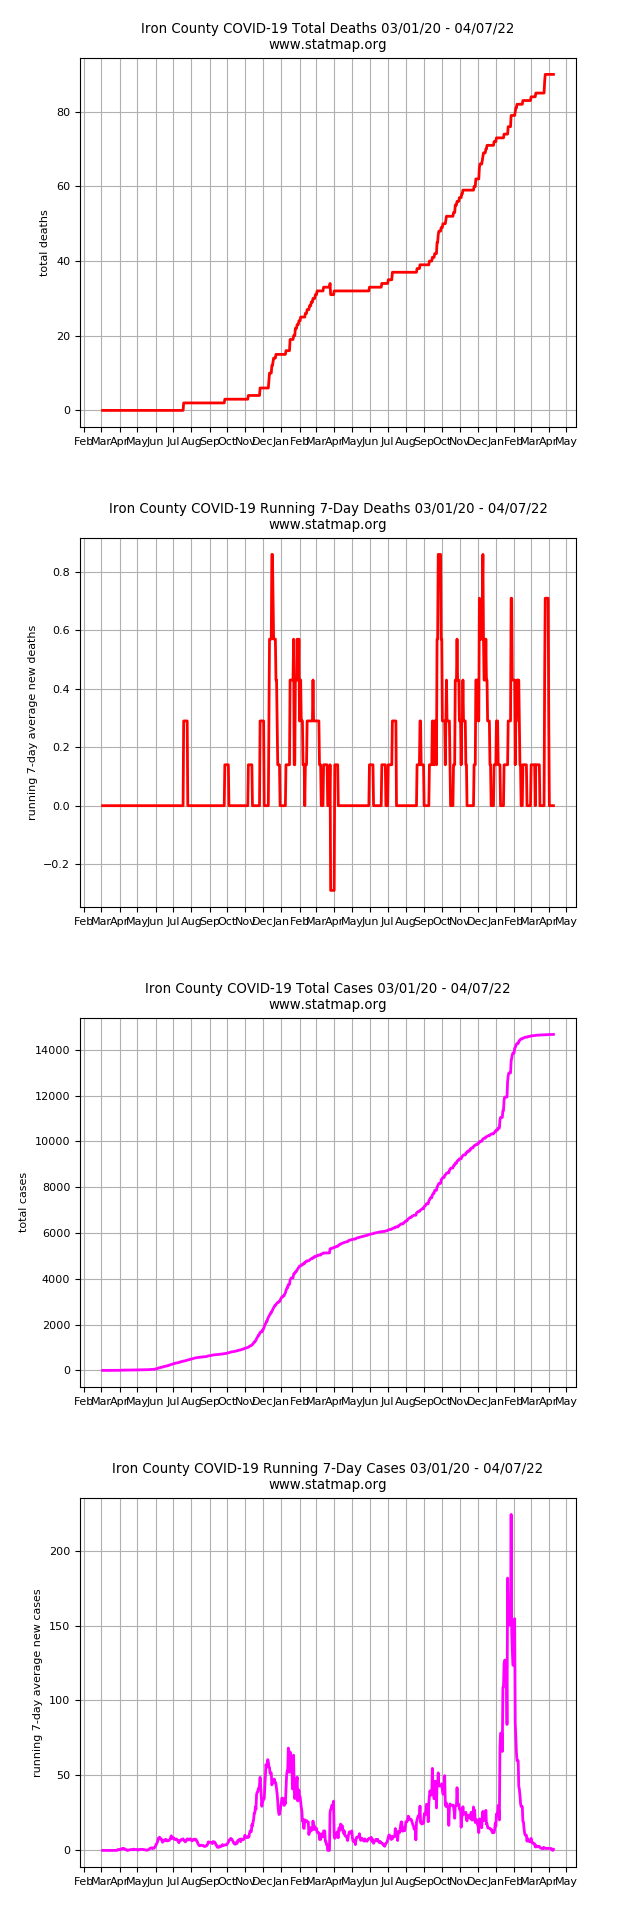 Iron County COVID-19 Total Deaths 03/01/20 - 04/07/22
www.statmap.org
80
60
40
20
0
total deaths
Feb Mar Apr May Jun Jul Aug Sep Oct Nov Dec Jan Feb Mar Apr May Jun Jul Aug Sep Oct Nov Dec Jan Feb Mar Apr May
Iron County COVID-19 Running 7-Day Deaths 03/01/20 - 04/07/22
www.statmap.org
0.8
0.6
0.4
0.2
0.0
−0.2
running 7-day average new deaths
Feb Mar Apr May Jun Jul Aug Sep Oct Nov Dec Jan Feb Mar Apr May Jun Jul Aug Sep Oct Nov Dec Jan Feb Mar Apr May
Iron County COVID-19 Total Cases 03/01/20 - 04/07/22
www.statmap.org
14000
12000
10000
8000
6000
4000
2000
0
total cases
Feb Mar Apr May Jun Jul Aug Sep Oct Nov Dec Jan Feb Mar Apr May Jun Jul Aug Sep Oct Nov Dec Jan Feb Mar Apr May
Iron County COVID-19 Running 7-Day Cases 03/01/20 - 04/07/22
www.statmap.org
200
150
100
50
0
running 7-day average new cases
Feb Mar Apr May Jun Jul Aug Sep Oct Nov Dec Jan Feb Mar Apr May Jun Jul Aug Sep Oct Nov Dec Jan Feb Mar Apr May